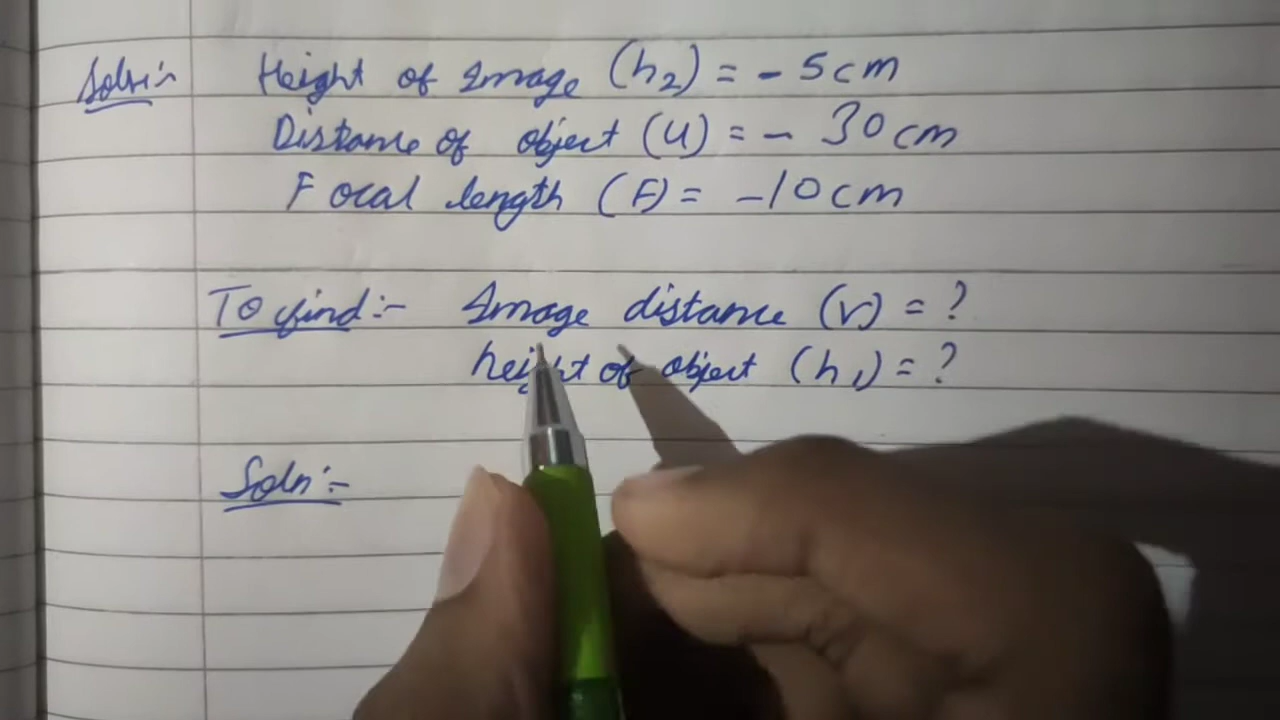 Soln:-
Height of Image (h2) = - 5cm
Distance of object (u) = - 30cm
Focal length (F) = -10cm
To find:- Image distance (v) = ?
height of object (h1) = ?
Soln:-